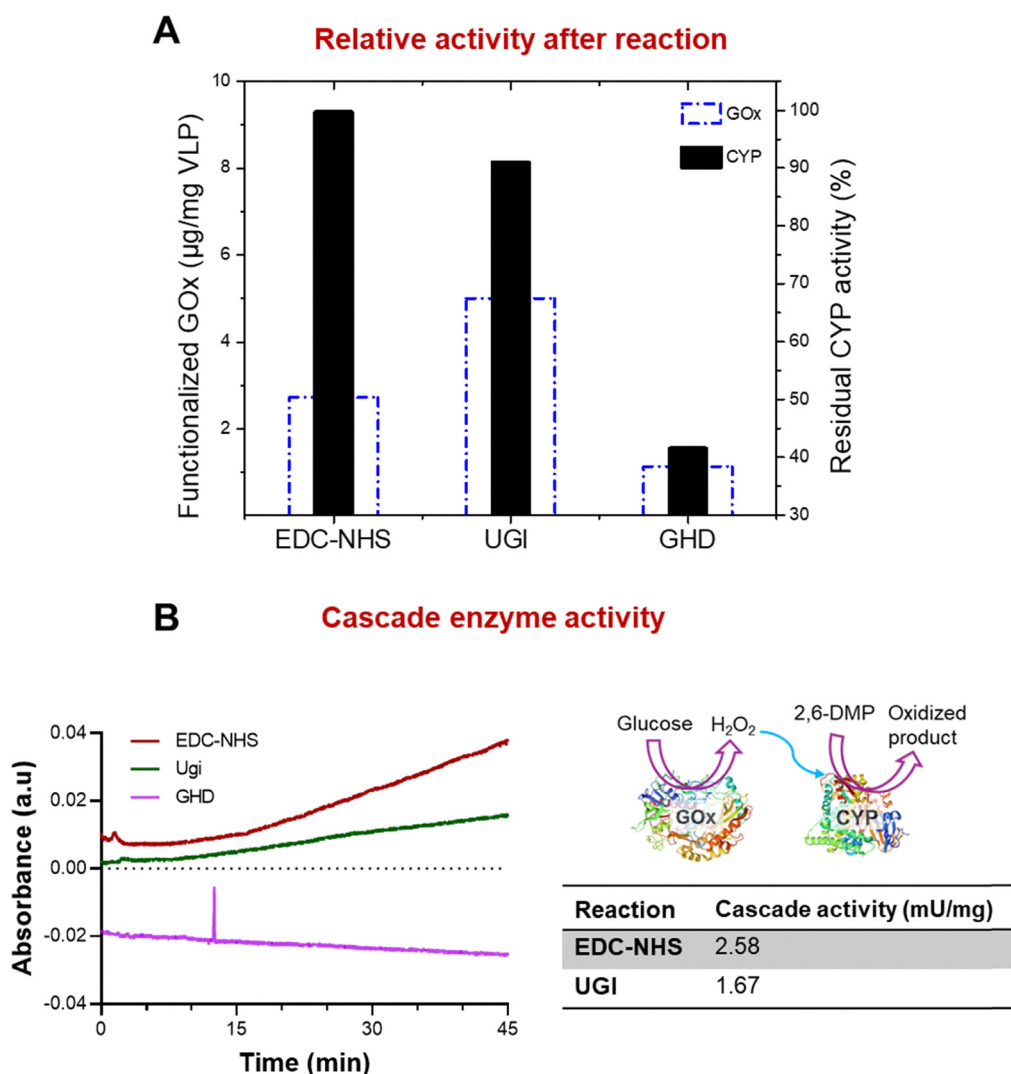 A
Relative activity after reaction
10
8
6
4
2
Functionalized GOx (µg/mg VLP)
GOx
CYP
100
90
80
70
60
50
40
30
Residual CYP activity (%)
EDC-NHS UGI GHD
B
Cascade enzyme activity
Absorbance (a.u)
0.04
0.02
0.00
-0.02
-0.04
EDC-NHS
Ugi
GHD
0 15 30 45
Time (min)
Glucose H₂O₂ 2,6-DMP Oxidized
product
GOx CYP
Reaction Cascade activity (mU/mg)
EDC-NHS 2.58
UGI 1.67